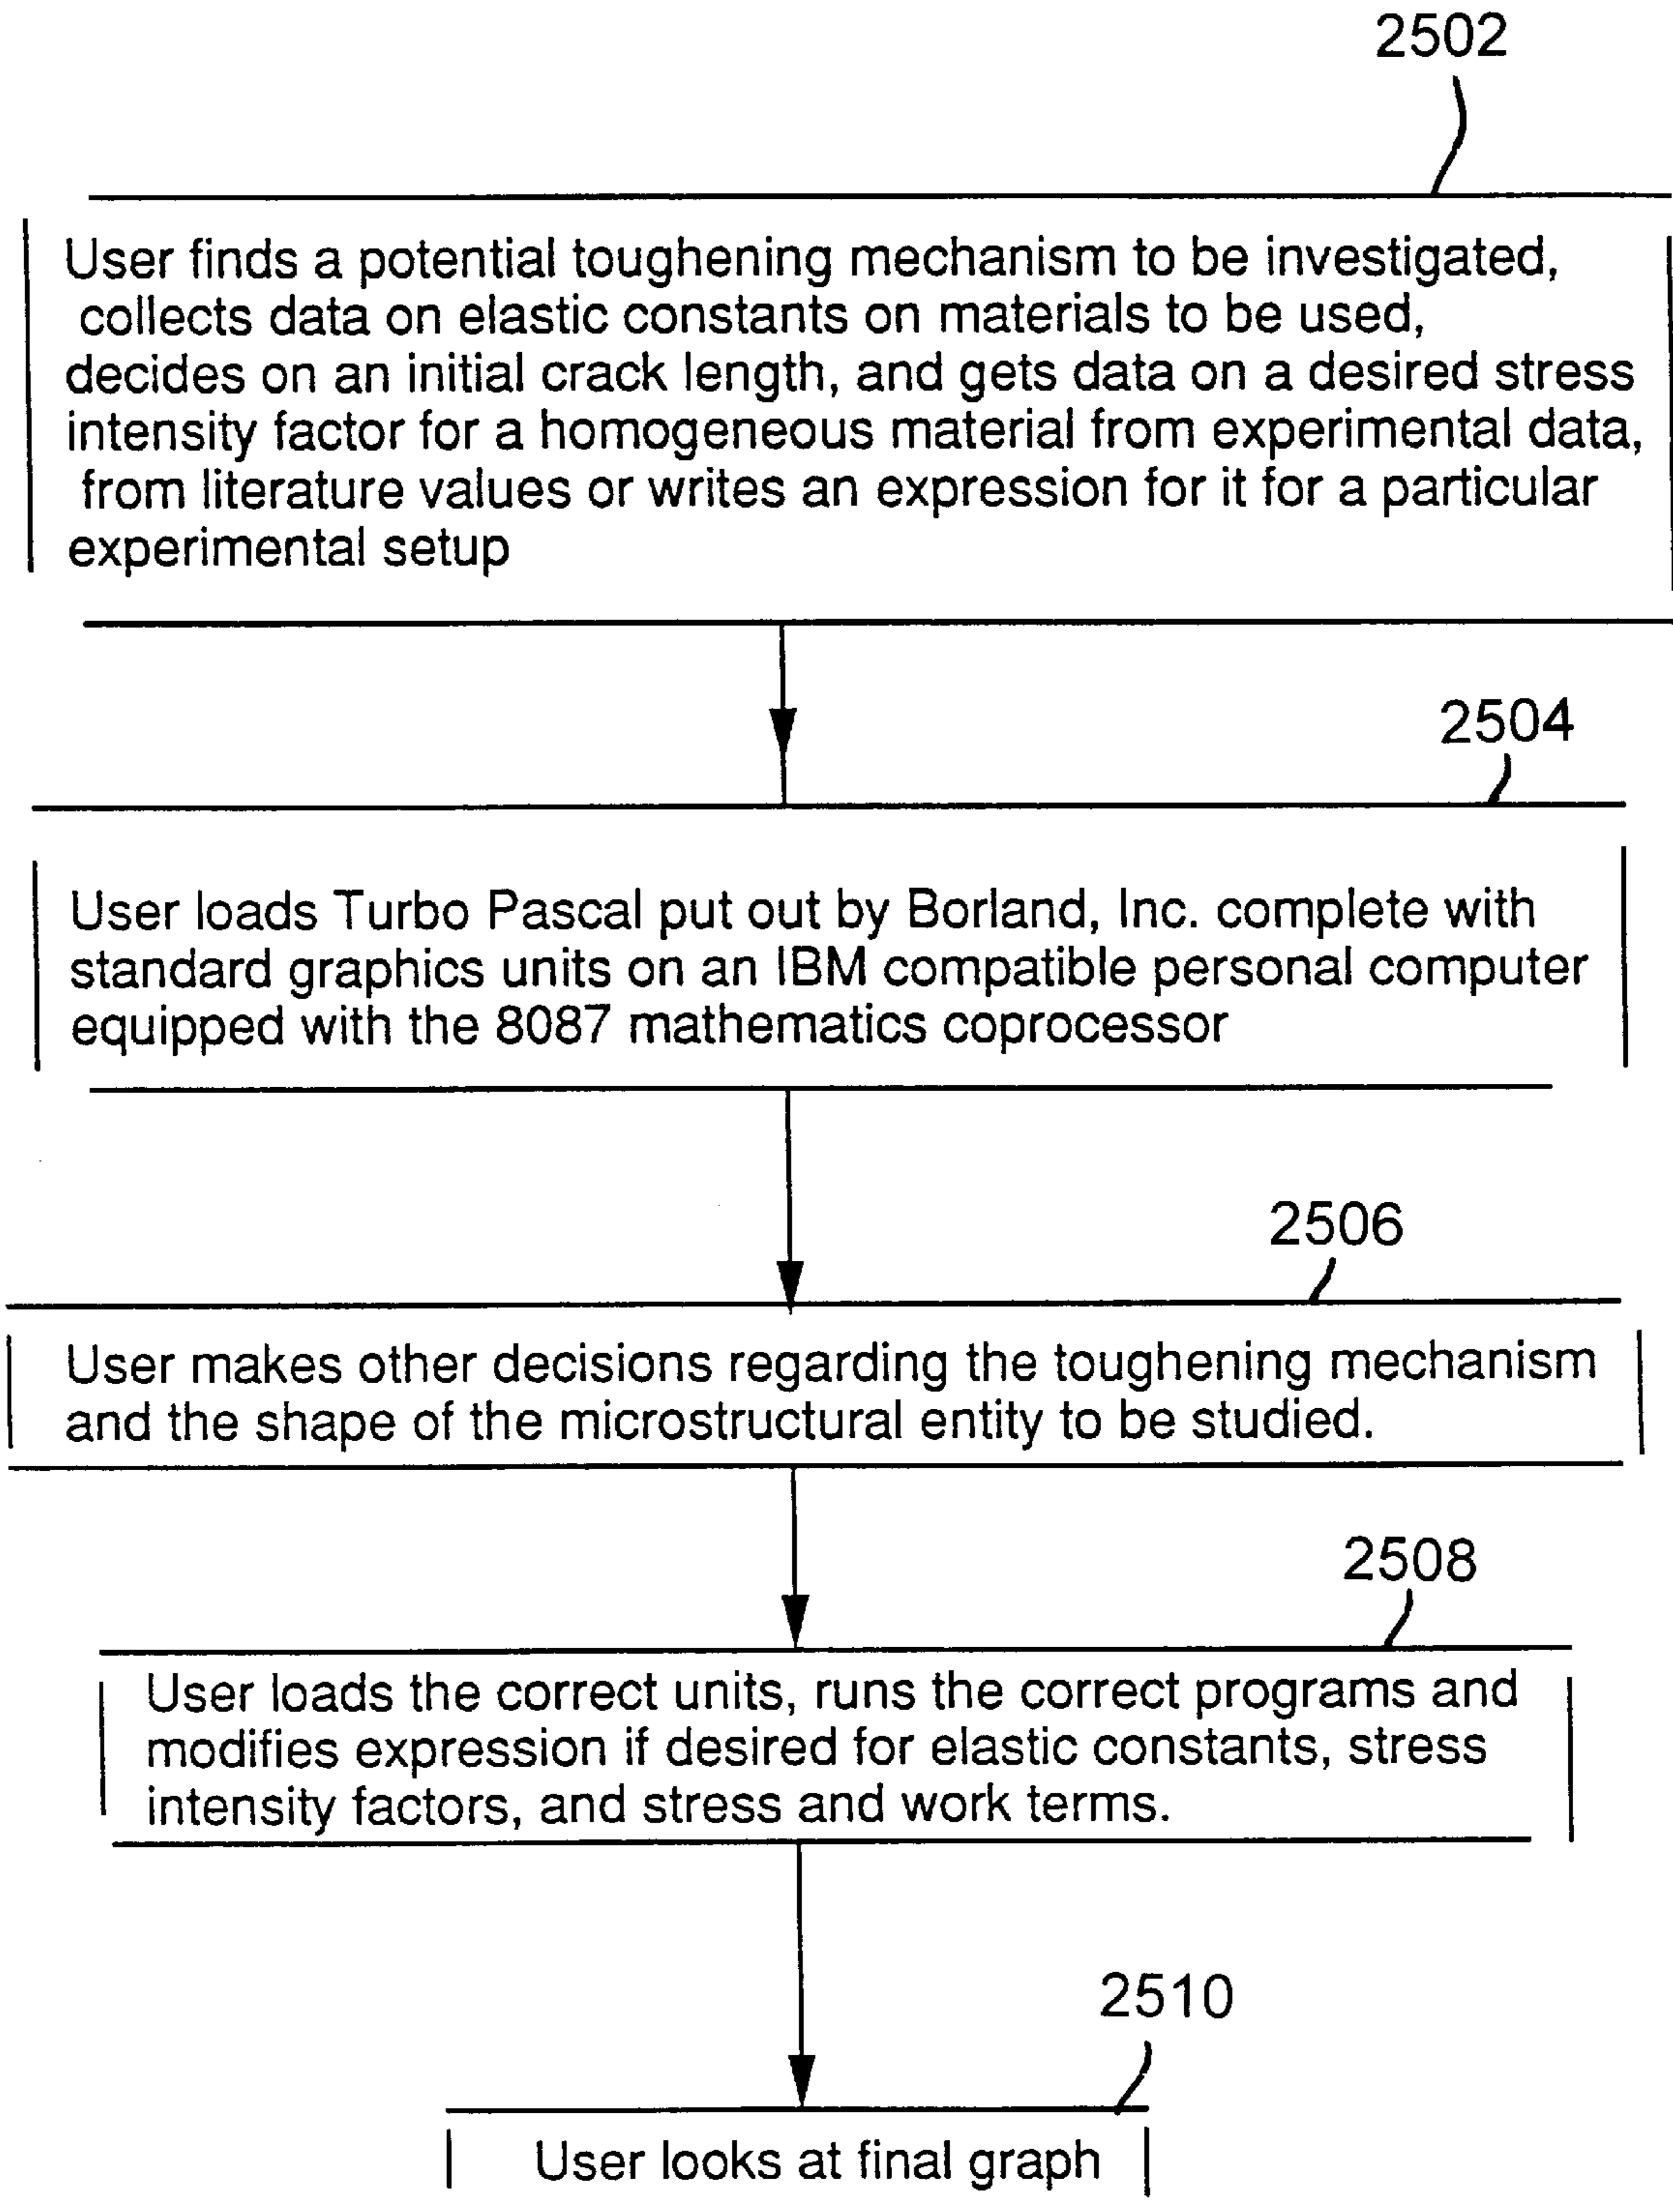 2502
User finds a potential toughening mechanism to be investigated,
collects data on elastic constants on materials to be used,
decides on an initial crack length, and gets data on a desired stress
intensity factor for a homogeneous material from experimental data,
from literature values or writes an expression for it for a particular
experimental setup
2504
User loads Turbo Pascal put out by Borland, Inc. complete with
standard graphics units on an IBM compatible personal computer
equipped with the 8087 mathematics coprocessor
2506
User makes other decisions regarding the toughening mechanism
and the shape of the microstructural entity to be studied.
2508
User loads the correct units, runs the correct programs and
modifies expression if desired for elastic constants, stress
intensity factors, and stress and work terms.
2510
User looks at final graph